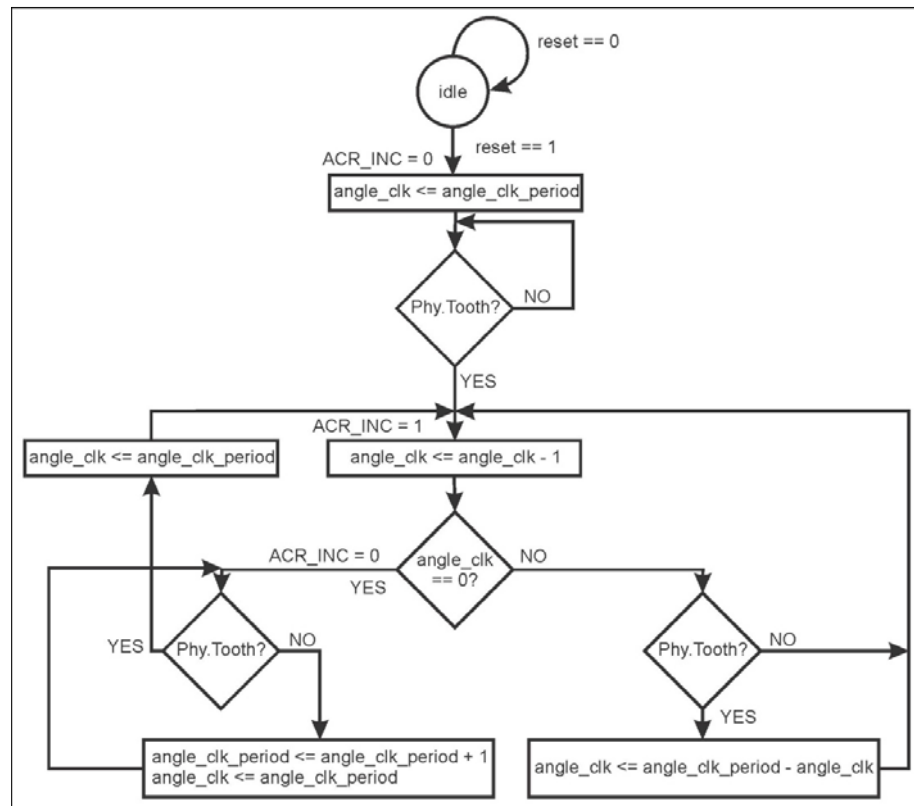 reset == 0
idle
reset == 1
ACR_INC = 0
angle_clk <= angle_clk_period
Phy.Tooth?
NO
YES
ACR_INC = 1
angle_clk <= angle_clk_period
angle_clk <= angle_clk - 1
ACR_INC = 0
angle_clk
== 0?
NO
YES
YES
Phy.Tooth?
NO
Phy.Tooth?
NO
YES
angle_clk_period <= angle_clk_period + 1
angle_clk <= angle_clk_period
angle_clk <= angle_clk_period - angle_clk